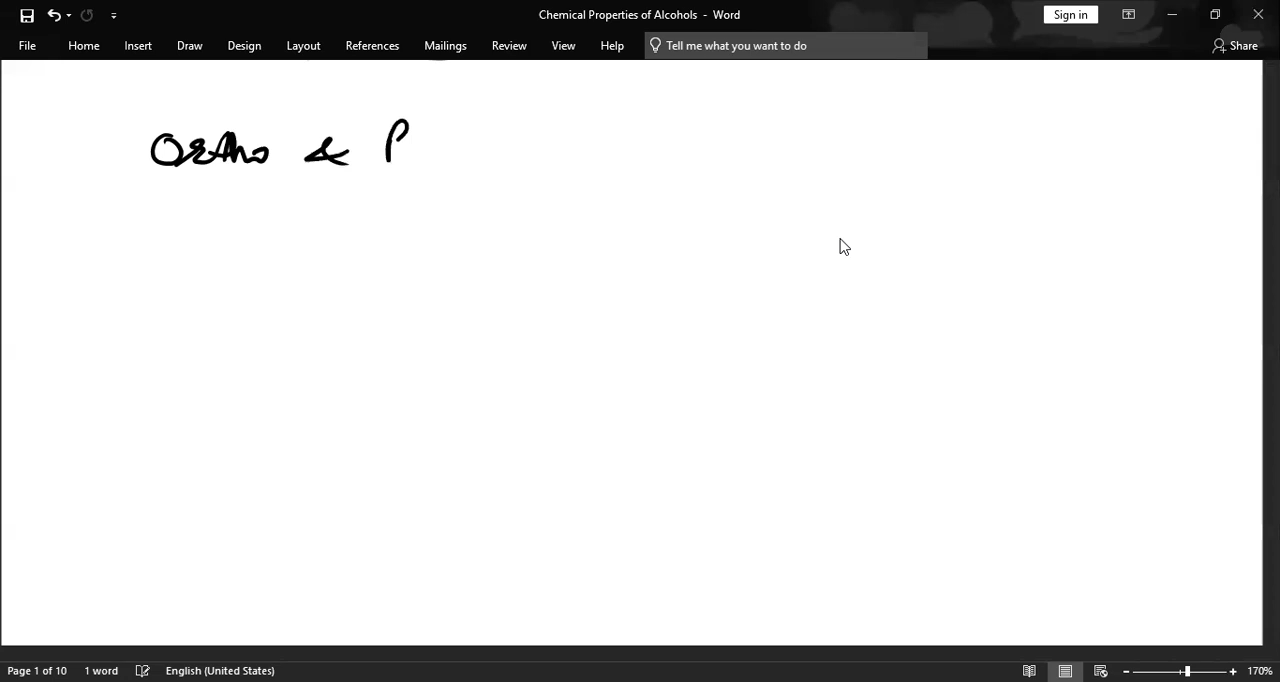 Chemical Properties of Alcohols - Word
Sign in
File Home Insert Draw Design Layout References Mailings Review View Help Tell me what you want to do Share
Ortho & P
Page 1 of 10 1 word English (United States) 170%